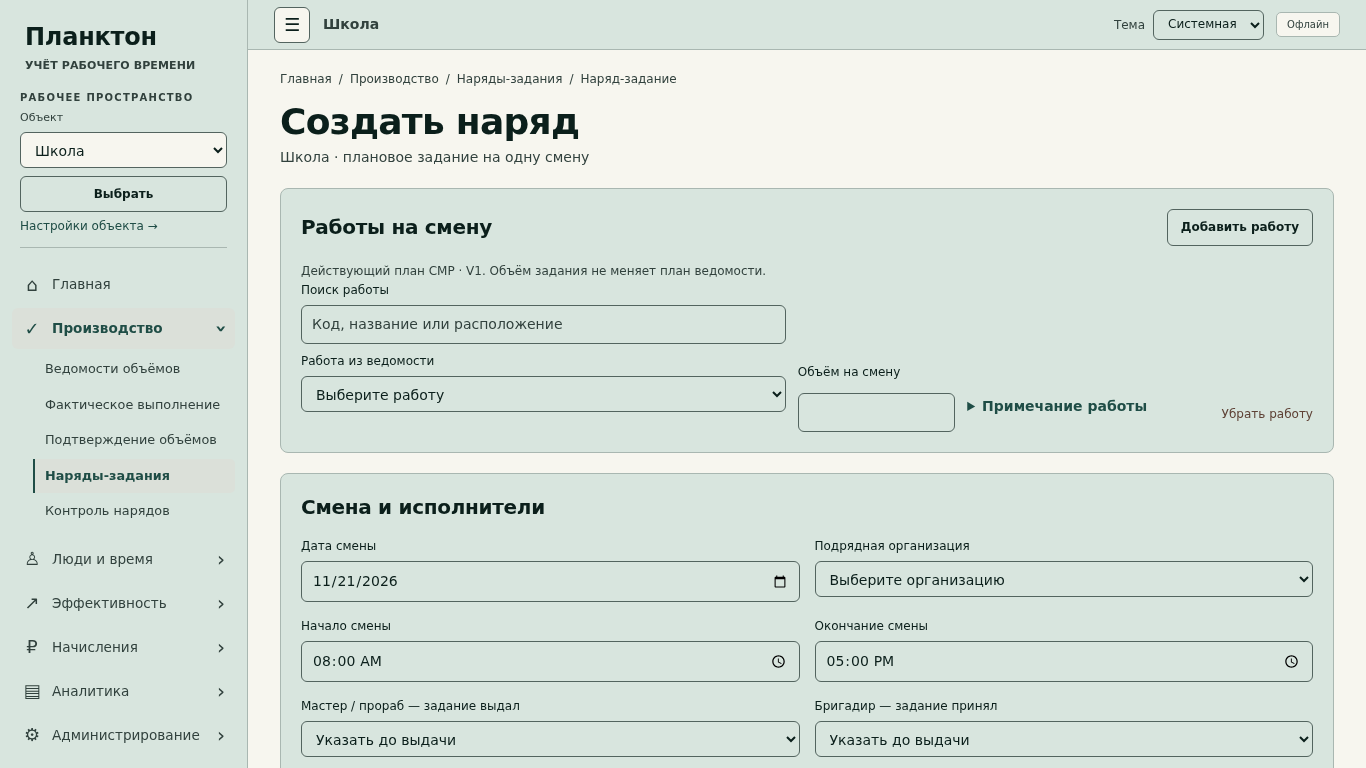 Планктон
УЧЁТ РАБОЧЕГО ВРЕМЕНИ
РАБОЧЕЕ ПРОСТРАНСТВО
Объект
Школа
Выбрать
Настройки объекта →
Главная
Производство
Ведомости объёмов
Фактическое выполнение
Подтверждение объёмов
Наряды-задания
Контроль нарядов
Люди и время
Эффективность
₽ Начисления
Аналитика
Администрирование
Школа
Тема
Системная
Офлайн
Главная / Производство / Наряды-задания / Наряд-задание
Создать наряд
Школа · плановое задание на одну смену
Работы на смену
Добавить работу
Действующий план СМР · V1. Объём задания не меняет план ведомости.
Поиск работы
Код, название или расположение
Работа из ведомости
Выберите работу
Объём на смену
Примечание работы
Убрать работу
Смена и исполнители
Дата смены
11/21/2026
Подрядная организация
Выберите организацию
Начало смены
08:00 AM
Окончание смены
05:00 PM
Мастер / прораб — задание выдал
Указать до выдачи
Бригадир — задание принял
Указать до выдачи